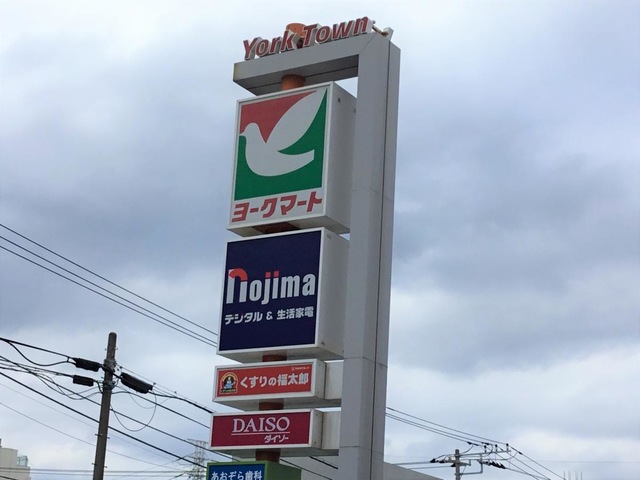 York Town
ヨークマート
nojima
デジタル & 生活家電
くすりの福太郎
DAISO
ダイソー
あおぞら歯科